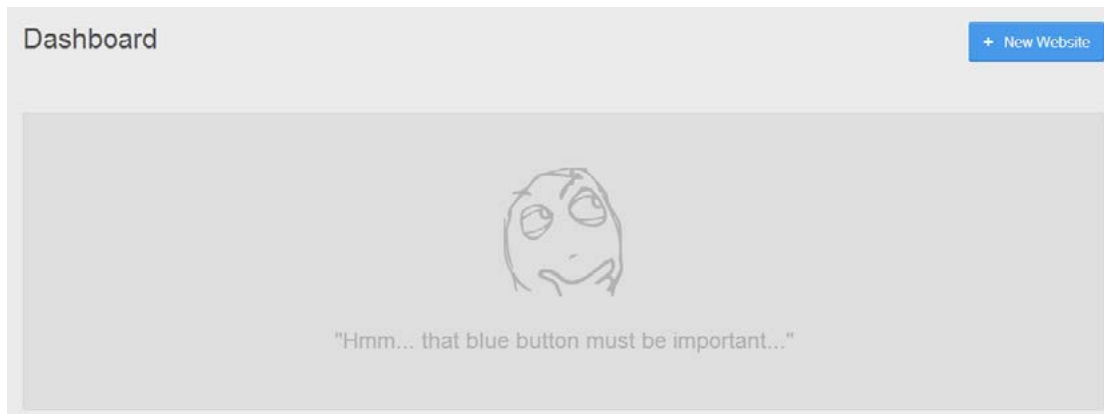 Dashboard
+ New Website
"Hmm... that blue button must be important..."